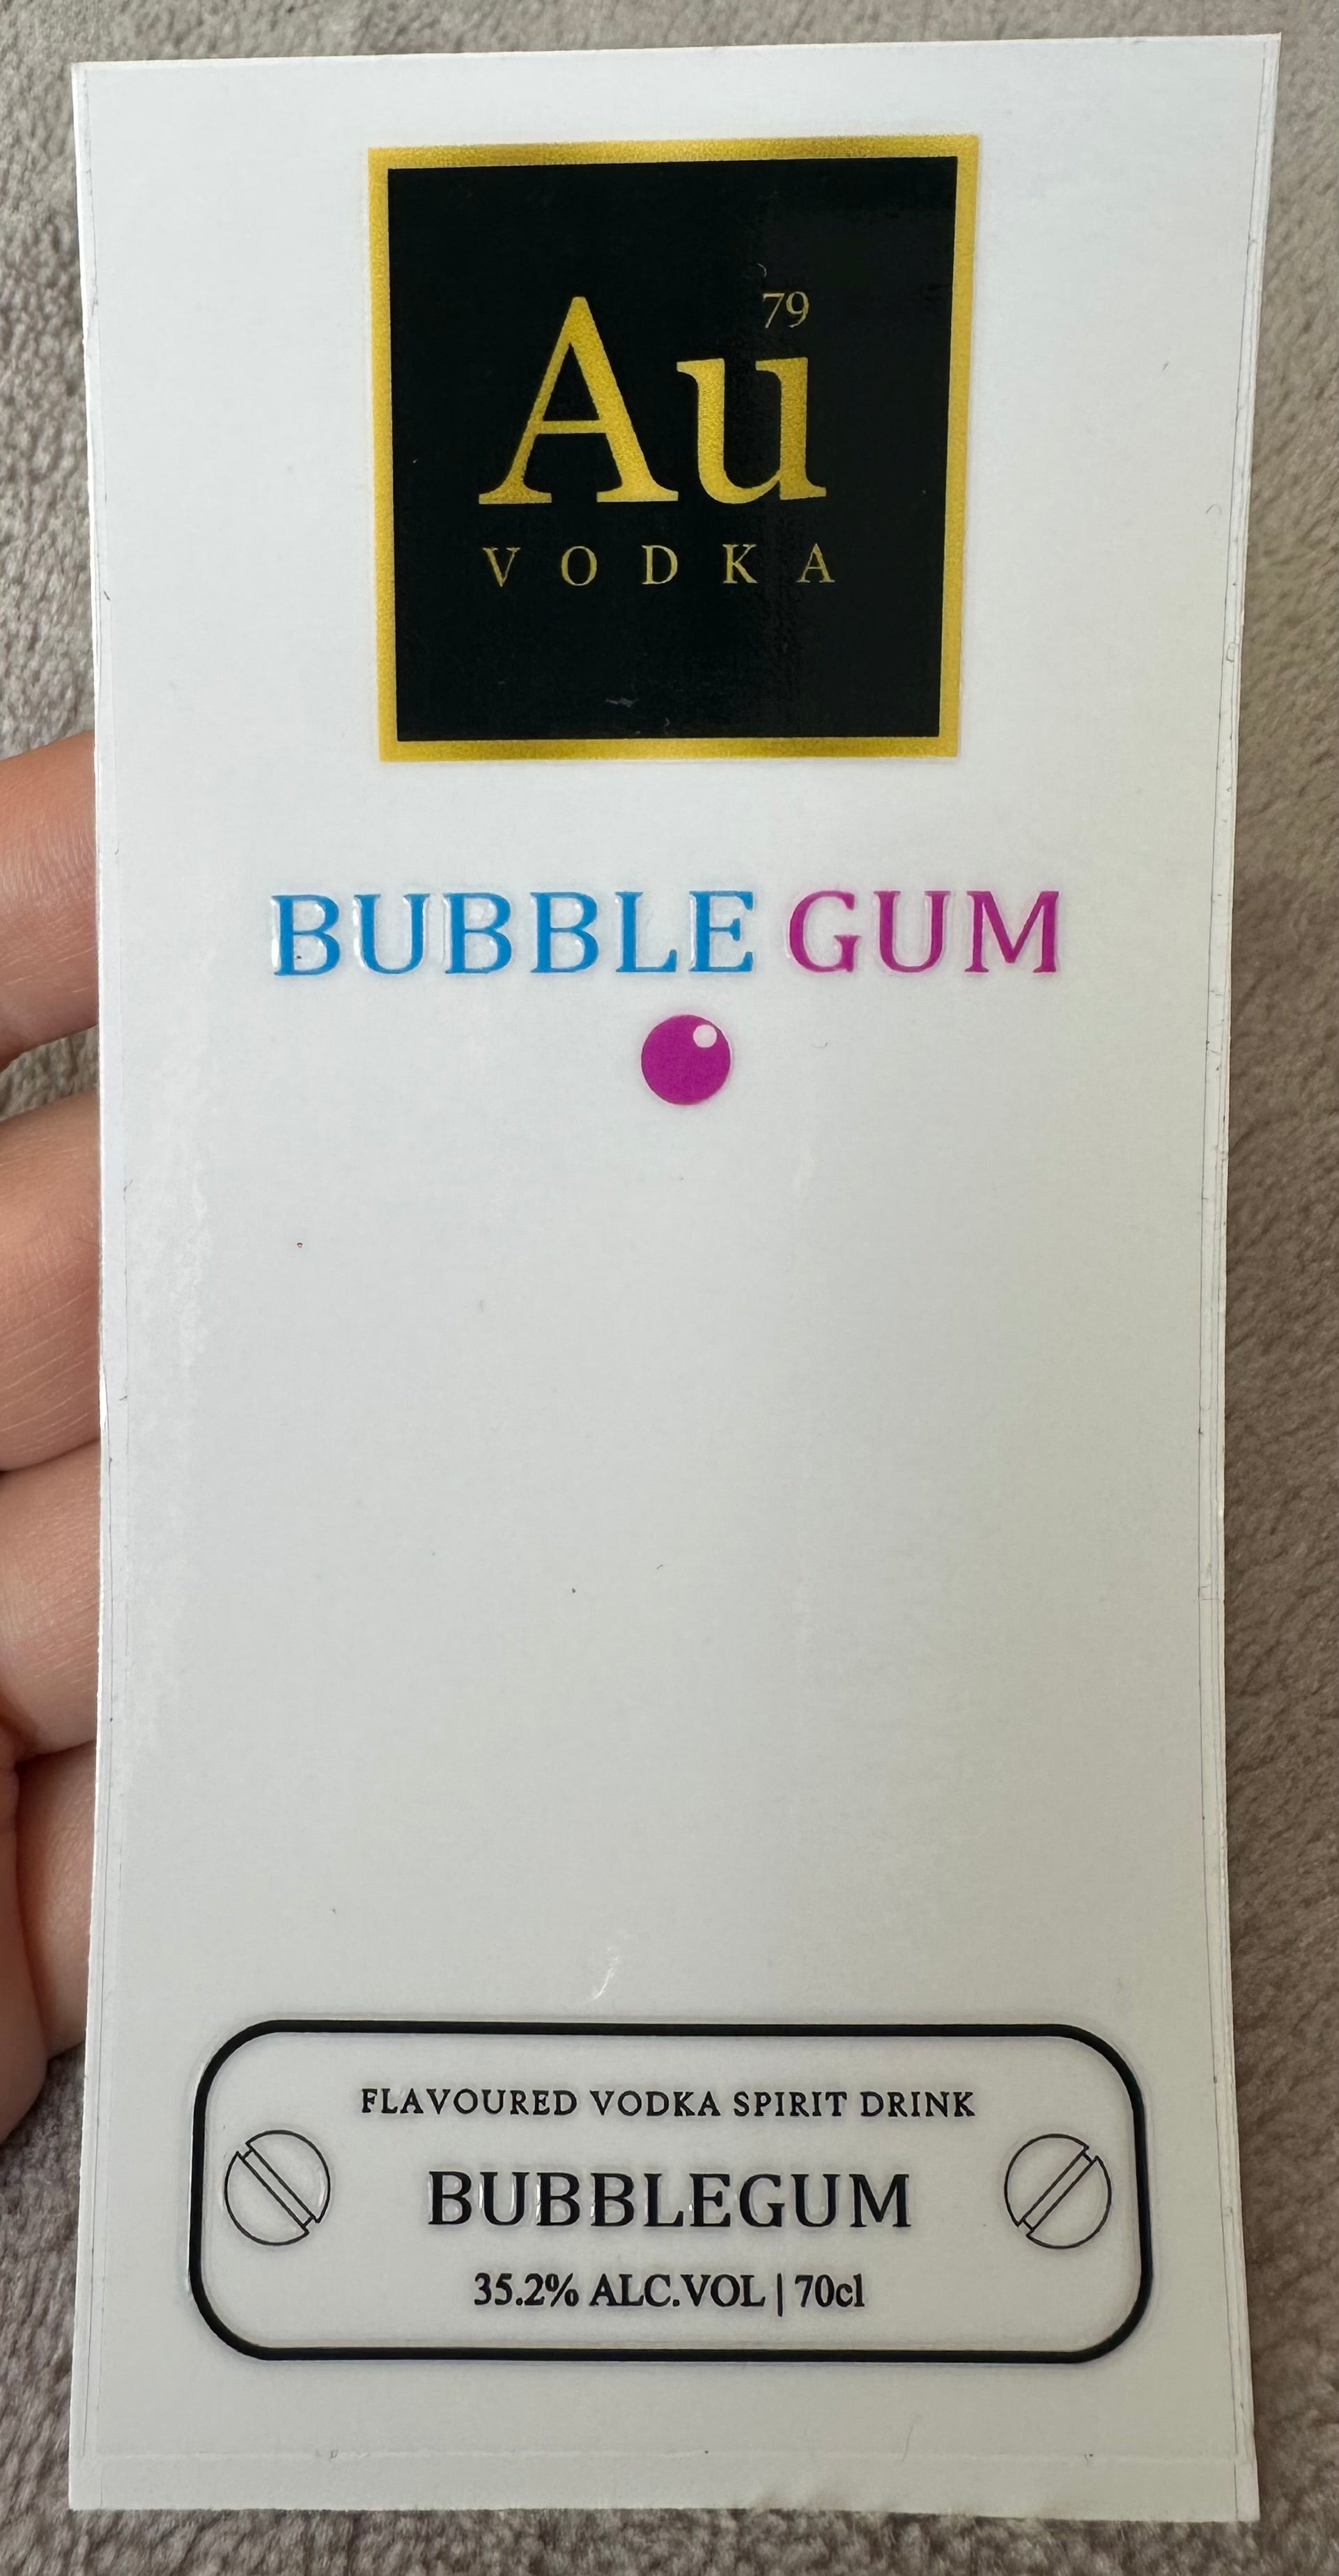 79
Au
VODKA
BUBBLE GUM
FLAVOURED VODKA SPIRIT DRINK
BUBBLEGUM
35.2% ALC.VOL | 70cl